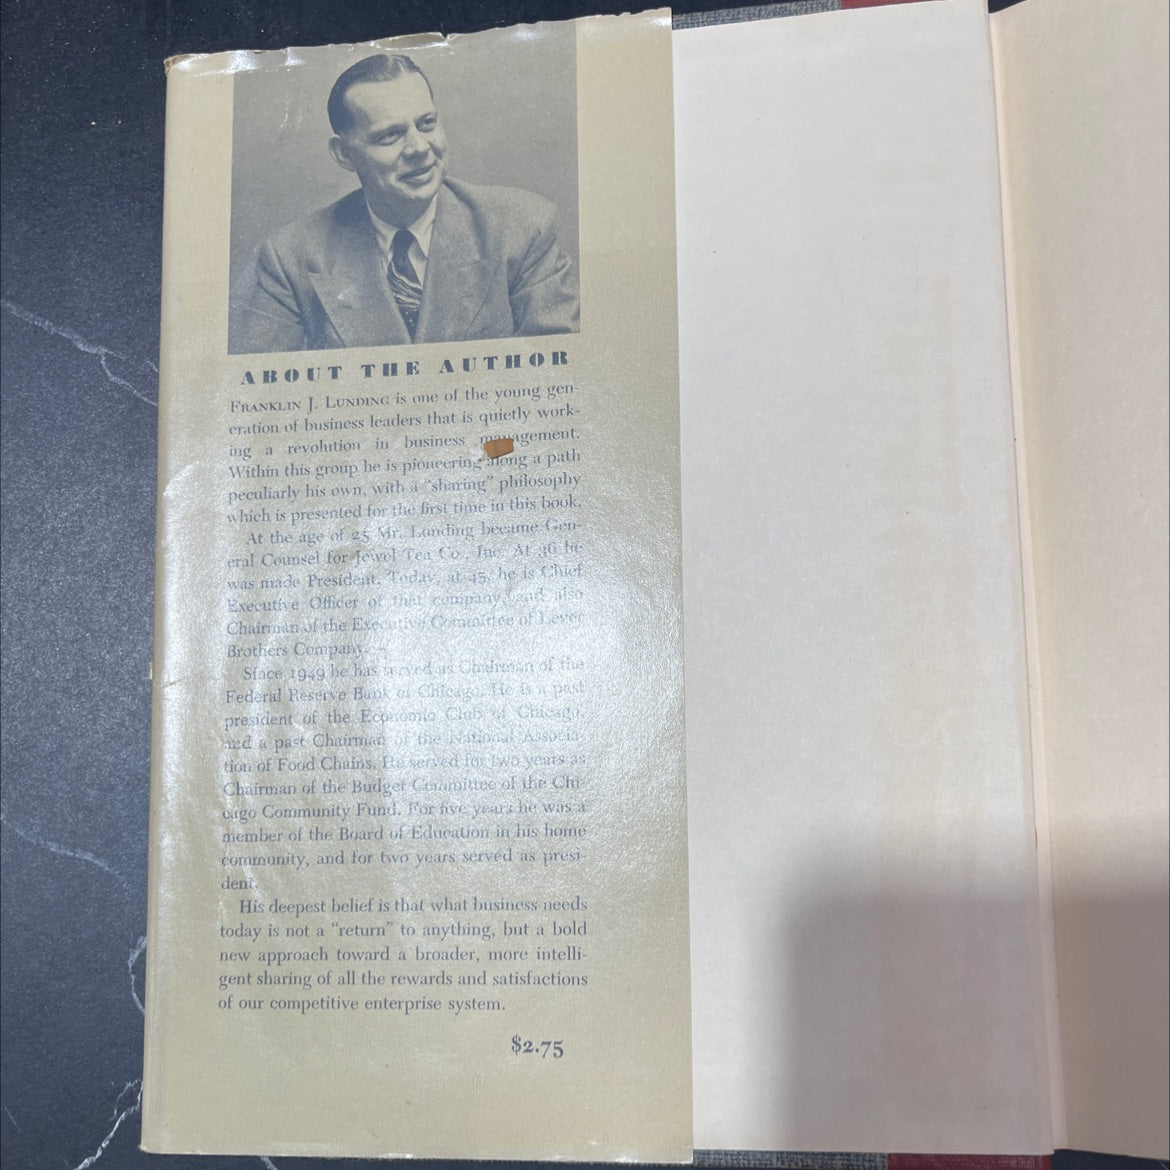 ABOUT THE AUTHOR
FRANKLIN J. LUNDING is one of the young gen-
eration of business leaders that is quietly work-
ing a revolution in business management.
Within this group he is pioneering along a path
peculiarly his own, with a "sharing" philosophy
which is presented for the first time in this book.
At the age of 25 Mr. Lunding became Gen-
eral Counsel for Jewel Tea Co., Inc. At 36 he
was made President. Today, at 45, he is Chief
Executive Officer of that company and also
Chairman of the Executive Committee of Lever
Brothers Company.
Since 1949 he has served as Chairman of the
Federal Reserve Bank of Chicago. He is a past
president of the Economic Club of Chicago,
and a past Chairman of the National Associa-
tion of Food Chains. He served for two years as
Chairman of the Budget Committee of the Chi-
cago Community Fund. For five years he was a
member of the Board of Education in his home
community, and for two years served as presi-
dent.
His deepest belief is that what business needs
today is not a "return" to anything, but a bold
new approach toward a broader, more intelli-
gent sharing of all the rewards and satisfactions
of our competitive enterprise system.
$2.75